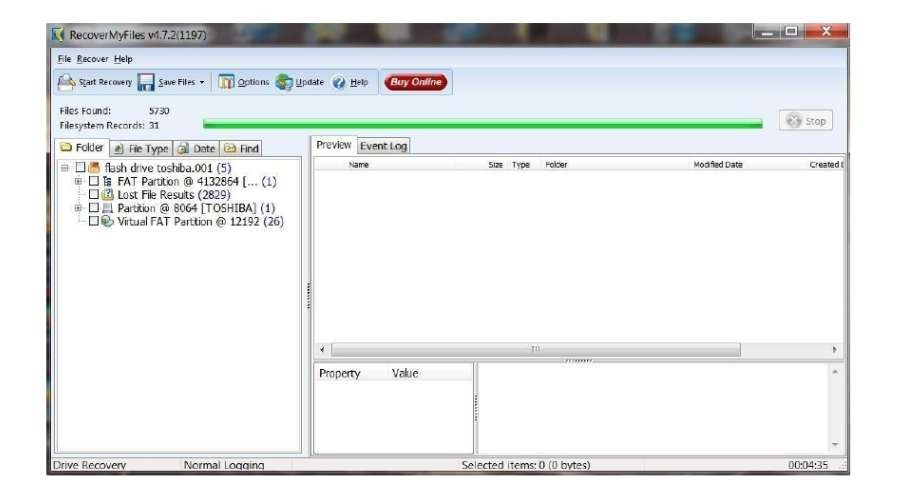 RecoverMyFiles v4.7.2(1197)
File Recover Help
Start Recovery Save Files Options Update Help Buy Online
Files Found: 5730
Filesystem Records: 31
Stop
Folder File Type Date Find
flash drive toshiba.001 (5)
FAT Partition @ 4132864 [... (1)
Lost File Results (2829)
Partition @ 8064 [TOSHIBA] (1)
Virtual FAT Partition @ 12192 (26)
Preview Event Log
Name Size Type Folder Modified Date Created
Property Value
Drive Recovery Normal Logging Selected items: 0 (0 bytes) 00:04:35